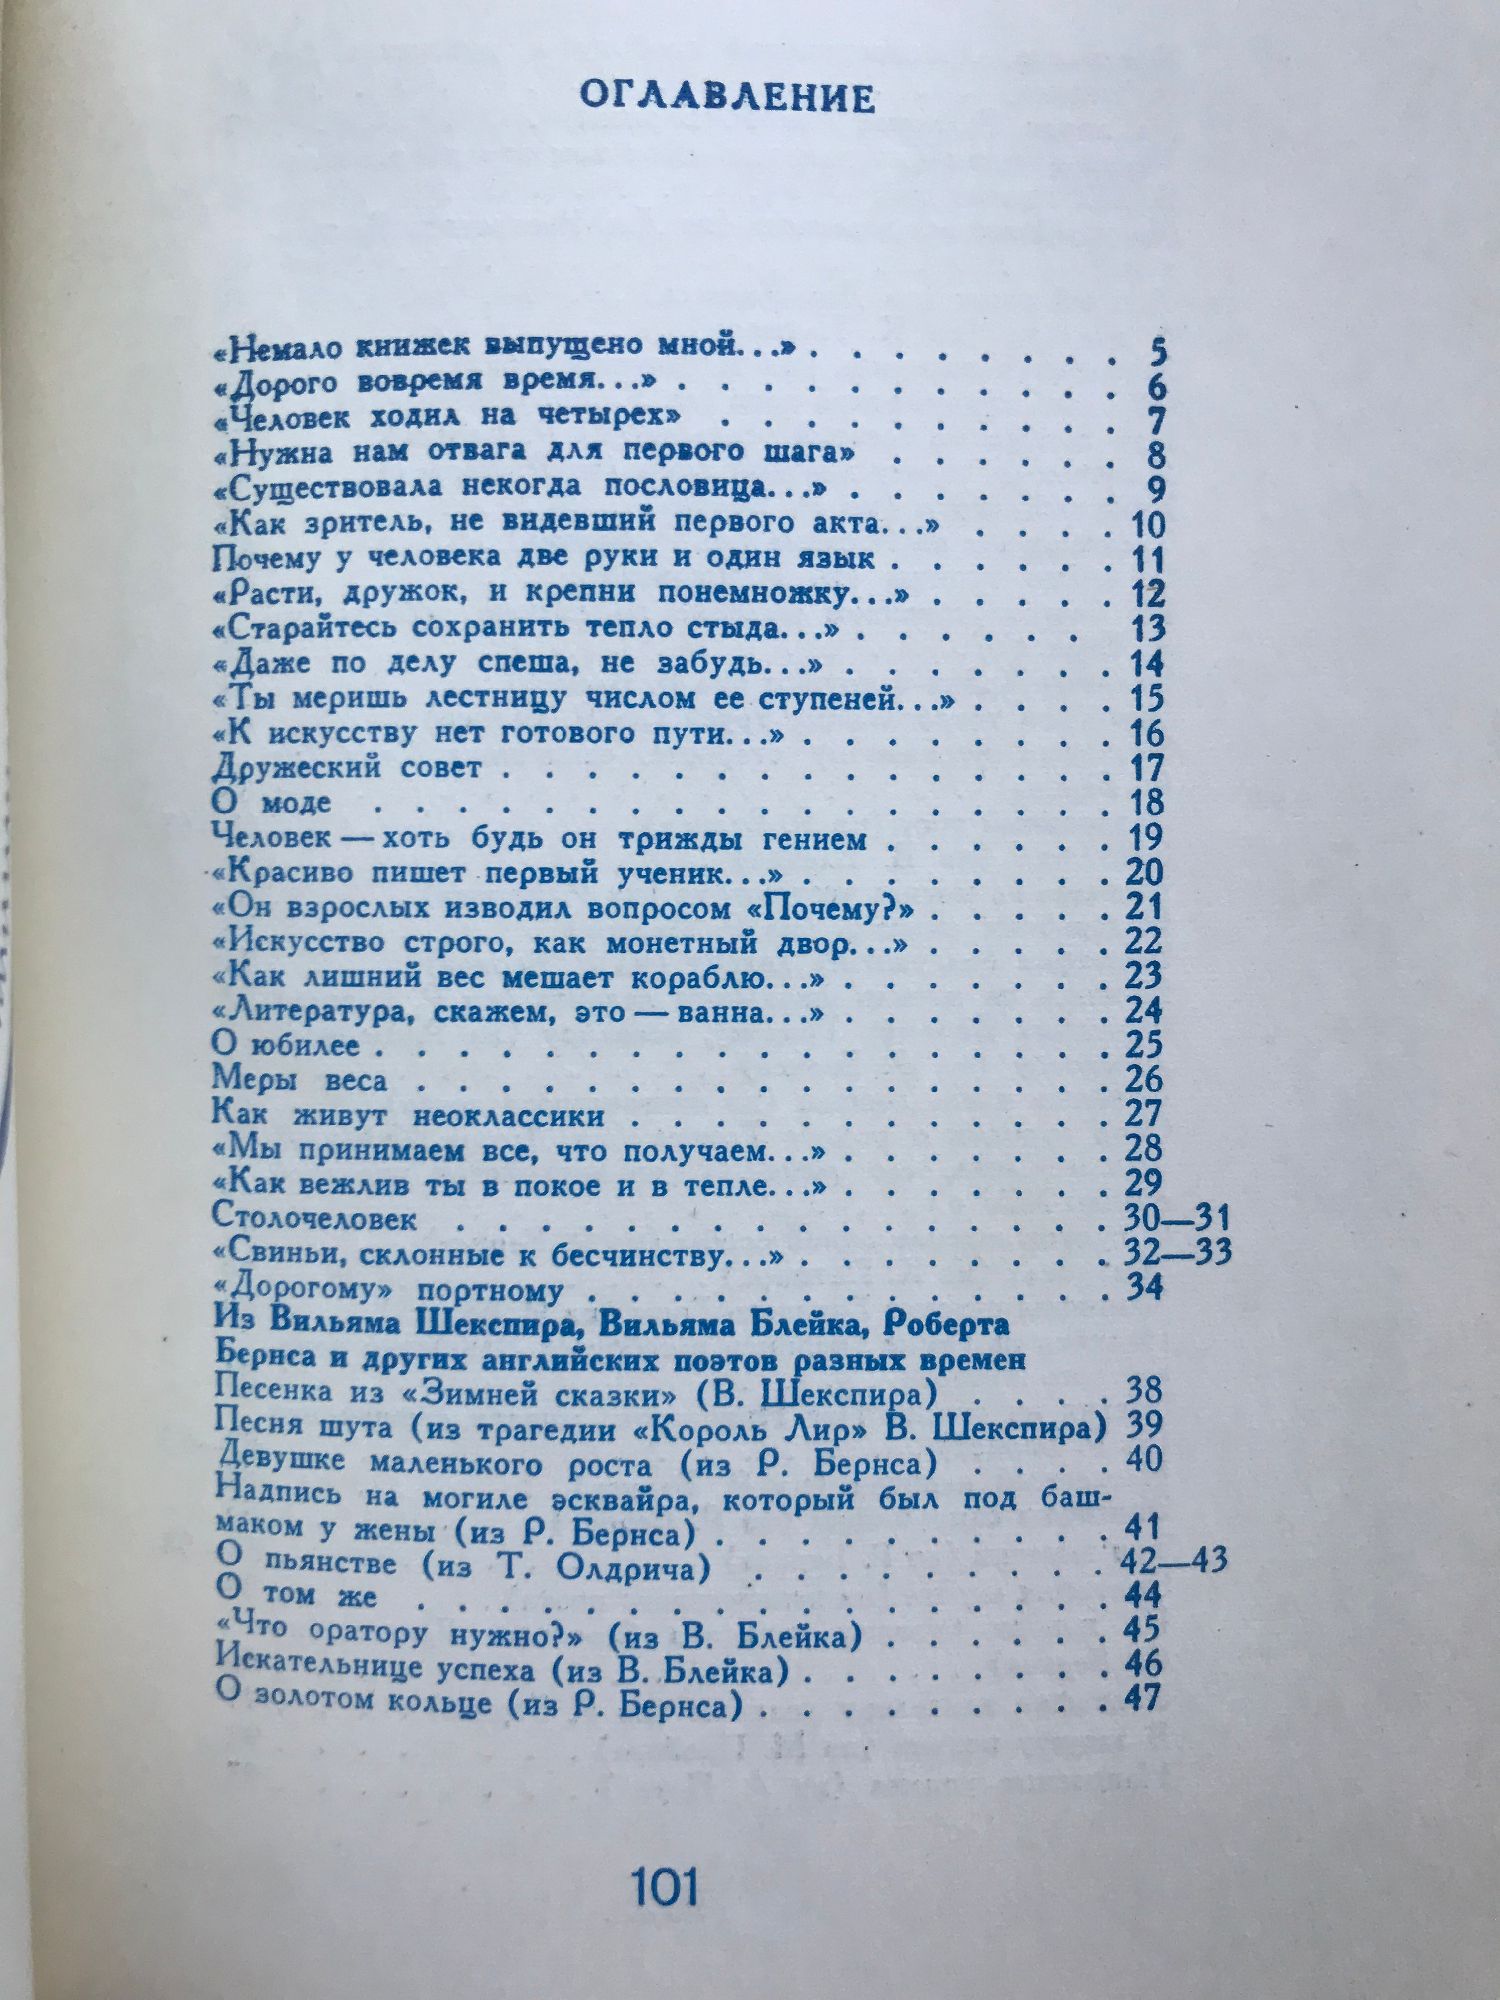 ОГЛАВЛЕНИЕ
«Немало книжек выпущено мной...» . . . . . . . . 5
«Дорого вовремя время...» . . . . . . . . . . . 6
«Человек ходил на четырех» . . . . . . . . . . 7
«Нужна нам отвага для первого шага» . . . . . . 8
«Существовала некогда пословица...» . . . . . . . 9
«Как зритель, не видевший первого акта...» . . . . 10
Почему у человека две руки и один язык . . . . . . 11
«Расти, дружок, и крепни понемножку...» . . . . . 12
«Старайтесь сохранить тепло стыда...» . . . . . . 13
«Даже по делу спеша, не забудь...» . . . . . . . 14
«Ты меришь лестницу числом ее ступеней...» . . . . 15
«К искусству нет готового пути...» . . . . . . . . 16
Дружеский совет . . . . . . . . . . . . . . . 17
О моде . . . . . . . . . . . . . . 18
Человек — хоть будь он трижды гением . . . . . . 19
«Красиво пишет первый ученик...» . . . . . . . . 20
«Он взрослых изводил вопросом «Почему?» . . . . . 21
«Искусство строго, как монетный двор...» . . . . . 22
«Как лишний вес мешает кораблю...» . . . . . . . 23
«Литература, скажем, это — ванна...» . . . . . . . 24
О юбилее . . . . . . . . . . . . . . . . . . 25
Меры веса . . . . . . . . . . . . . . . . . 26
Как живут неоклассики . . . . . . . . . . . . 27
«Мы принимаем все, что получаем...» . . . . . . . 28
«Как вежлив ты в покое и в тепле...» . . . . . . . 29
Столочеловек . . . . . . . . . . . . . . . . 30—31
«Свиньи, склонные к бесчинству...» . . . . . . . . 32—33
«Дорогому» портному . . . . . . . . . . . . . 34
Из Вильяма Шекспира, Вильяма Блейка, Роберта
Бернса и других английских поэтов разных времен
Песенка из «Зимней сказки» (В. Шекспира) . . . . 38
Песня шута (из трагедии «Король Лир» В. Шекспира) 39
Девушке маленького роста (из Р. Бернса) . . . . 40
Надпись на могиле эсквайра, который был под баш-
маком у жены (из Р. Бернса) . . . . . . . . . . 41
О пьянстве (из Т. Олдрича) . . . . . . . . . 42—43
О том же . . . . . . . . . . . . . . . . . 44
«Что оратору нужно?» (из В. Блейка) . . . . . . 45
Искательнице успеха (из В. Блейка) . . . . . . . . 46
О золотом кольце (из Р. Бернса) . . . . . . . . . 47
101